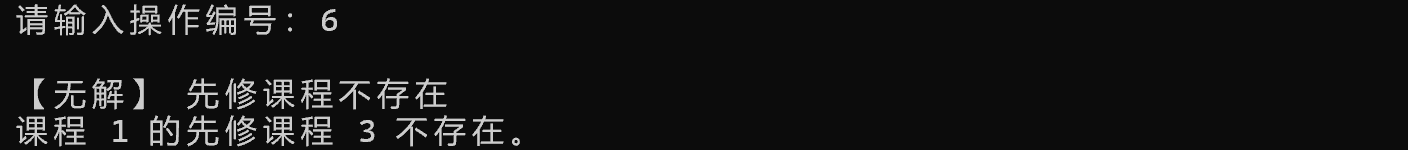 请输入操作编号: 6
【无解】 先修课程不存在
课程 1 的先修课程 3 不存在。